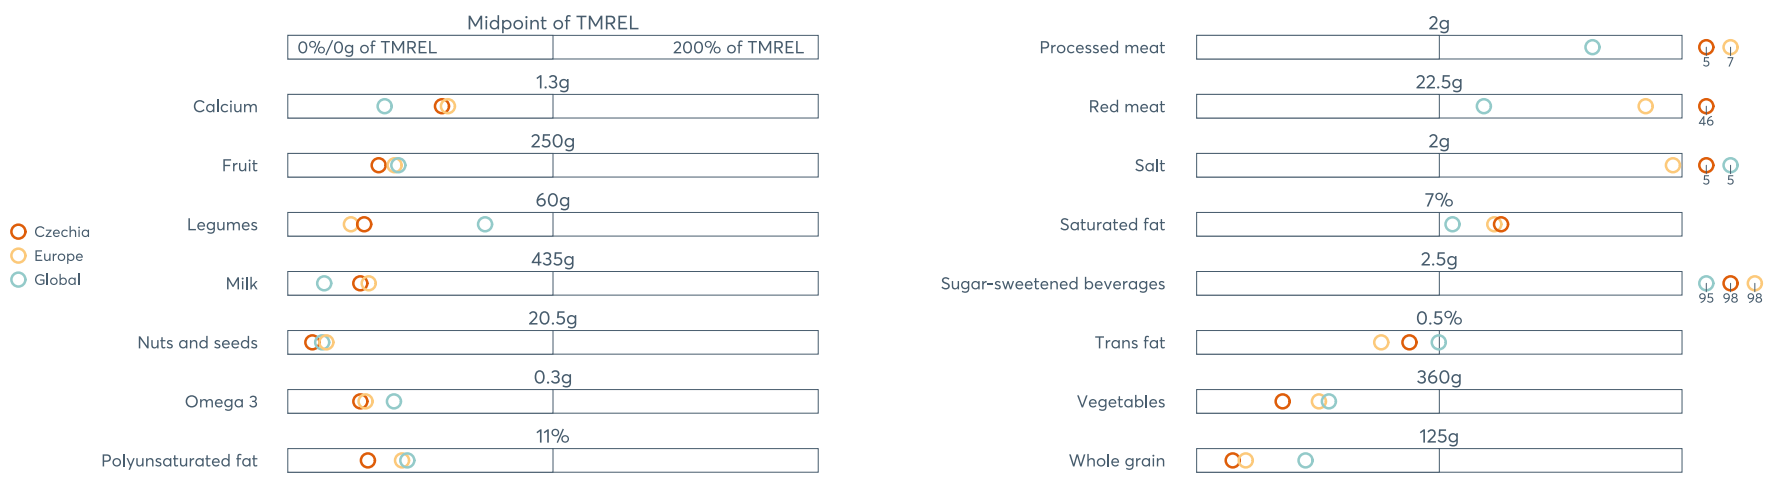 Midpoint of TMREL
0%/0g of TMREL 200% of TMREL
1.3g
Calcium
250g
Fruit
60g
Legumes
435g
Milk
20.5g
Nuts and seeds
0.3g
Omega 3
11%
Polyunsaturated fat
Czechia
Europe
Global
2g
Processed meat
5 7
22.5g
Red meat
46
2g
Salt
5 5
7%
Saturated fat
2.5g
Sugar-sweetened beverages
95 98 98
0.5%
Trans fat
360g
Vegetables
125g
Whole grain